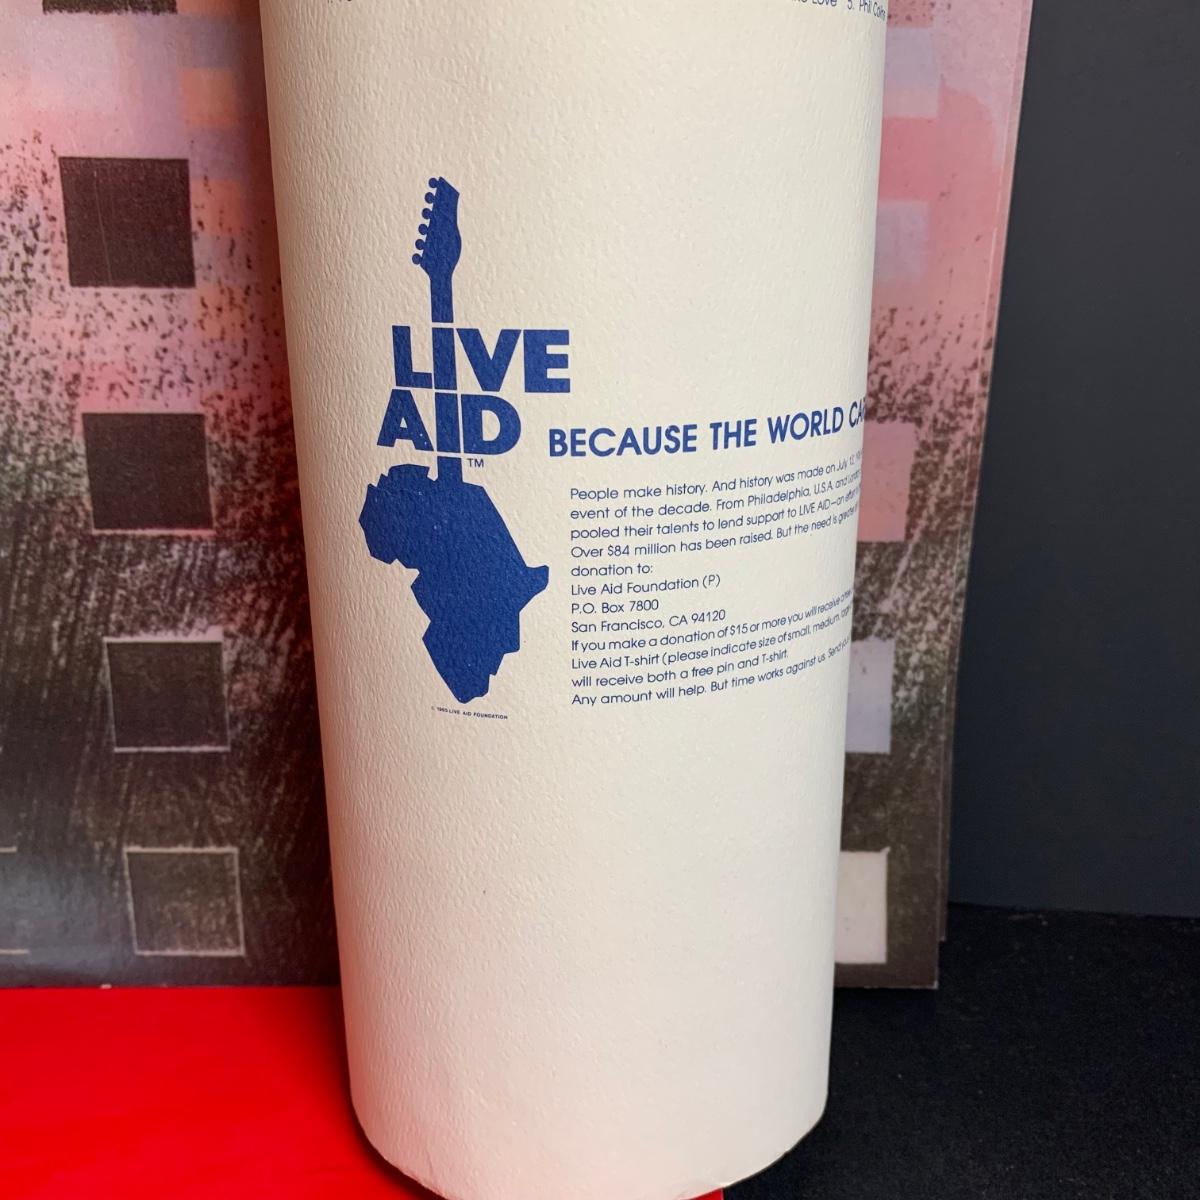 Love 5. Phil
LIVE
AID
TM
BECAUSE THE WORLD
People make history. And history was made on July
event of the decade. From Philadelphia, U.S.A. and
pooled their talents to lend support to LIVE AID—an
Over $84 million has been raised. But the need is
donation to:
Live Aid Foundation (P)
P.O. Box 7800
San Francisco, CA 94120
If you make a donation of $15 or more you will receive
Live Aid T-shirt (please indicate size of small, medium,
will receive both a free pin and T-shirt.
Any amount will help. But time works against us. Send
© 1985 LIVE AID FOUNDATION